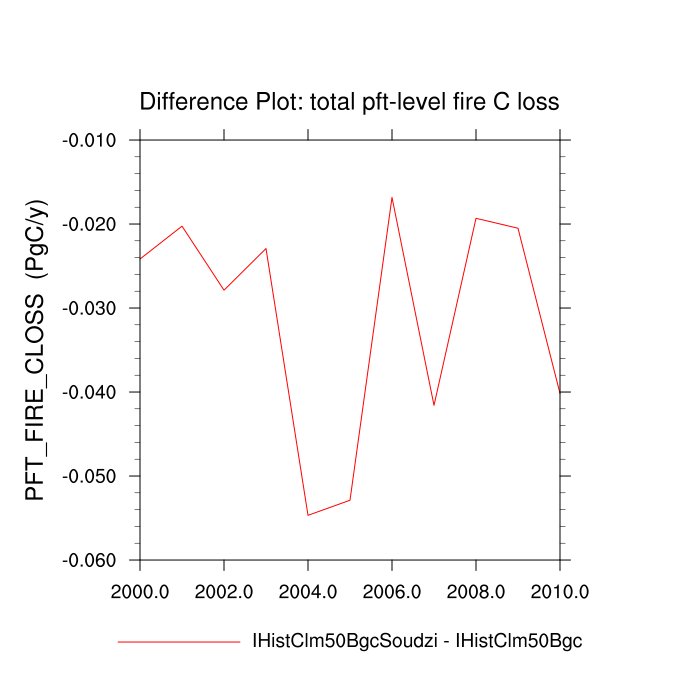 Difference Plot: total pft-level fire C loss
PFT_FIRE_CLOSS (PgC/y)
-0.010
-0.020
-0.030
-0.040
-0.050
-0.060
2000.0 2002.0 2004.0 2006.0 2008.0 2010.0
IHistClm50BgcSoudzi - IHistClm50Bgc